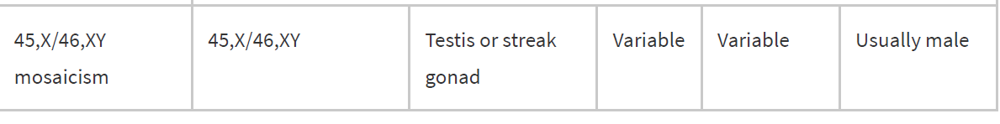 45,X/46,XY 45,X/46,XY Testis or streak Variable Variable Usually male
mosaicism gonad